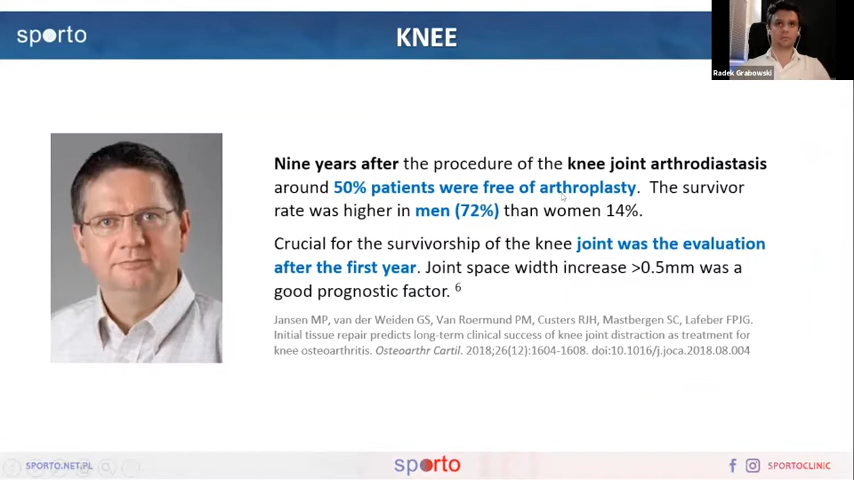 sporto
KNEE
Radek Grabowski
Nine years after the procedure of the knee joint arthrodiastasis
around 50% patients were free of arthroplasty. The survivor
rate was higher in men (72%) than women 14%.
Crucial for the survivorship of the knee joint was the evaluation
after the first year. Joint space width increase >0.5mm was a
good prognostic factor. 6
Jansen MP, van der Weiden GS, Van Roermund PM, Custers RJH, Mastbergen SC, Lafeber FPJG.
Initial tissue repair predicts long-term clinical success of knee joint distraction as treatment for
knee osteoarthritis. Osteoarthr Cartil. 2018;26(12):1604-1608. doi:10.1016/j.joca.2018.08.004
SPORTO.NET.PL
sporto
SPORTOCLINIC